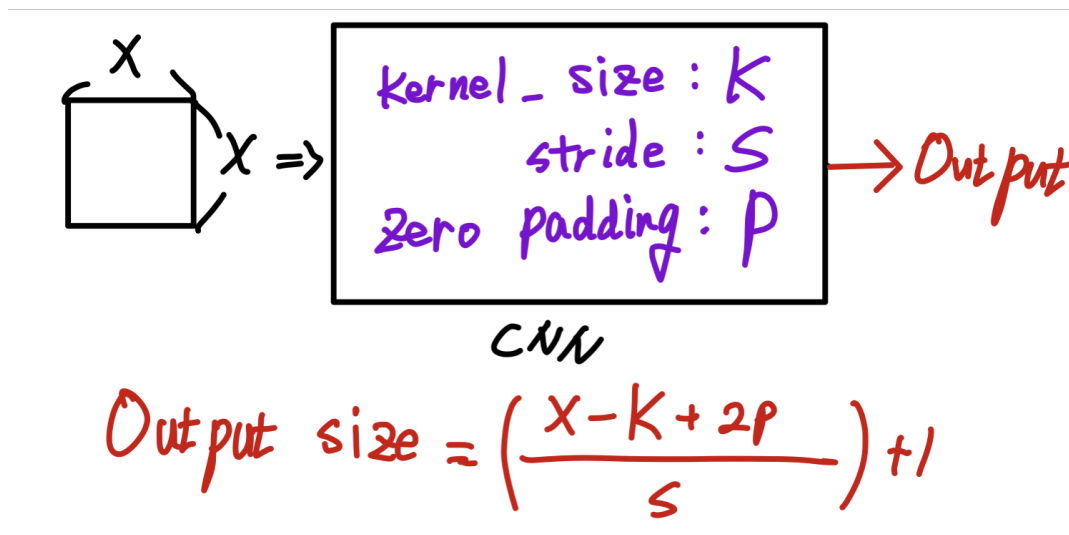 X
X =>
kernel_size : K
stride : S
zero padding : P
Output
CNN
Output size = (X-K+2P / S) +1